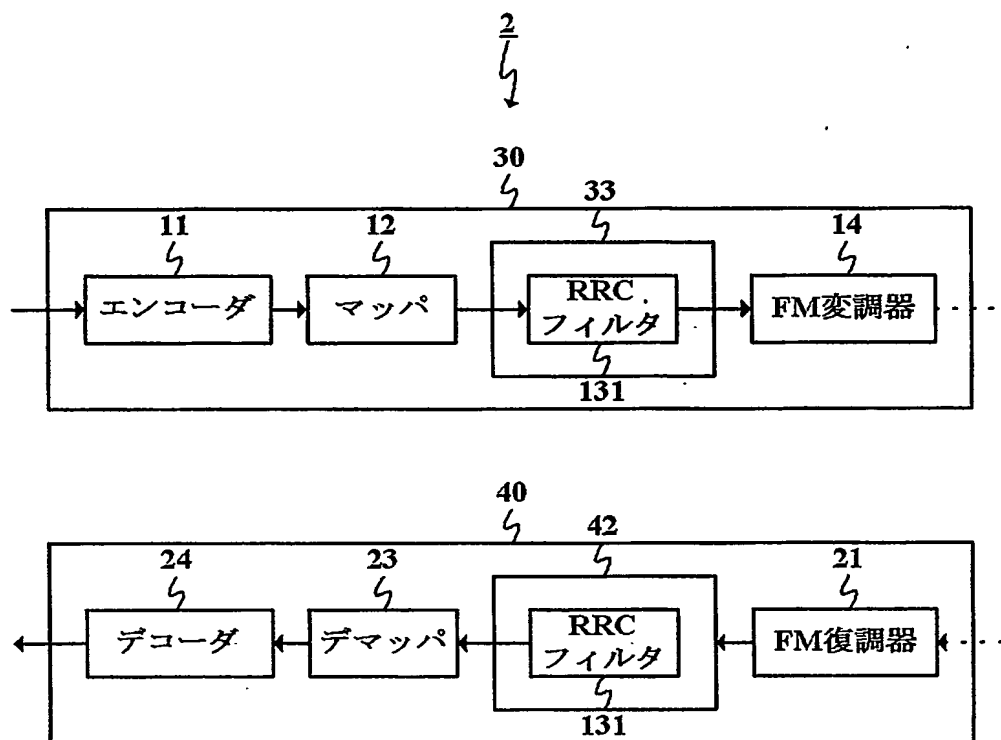 2
30
33
11
12
14
エンコーダ
マッパ
RRC
フィルタ
FM変調器
131
40
42
24
23
21
デコーダ
デマッパ
RRC
フィルタ
FM復調器
131